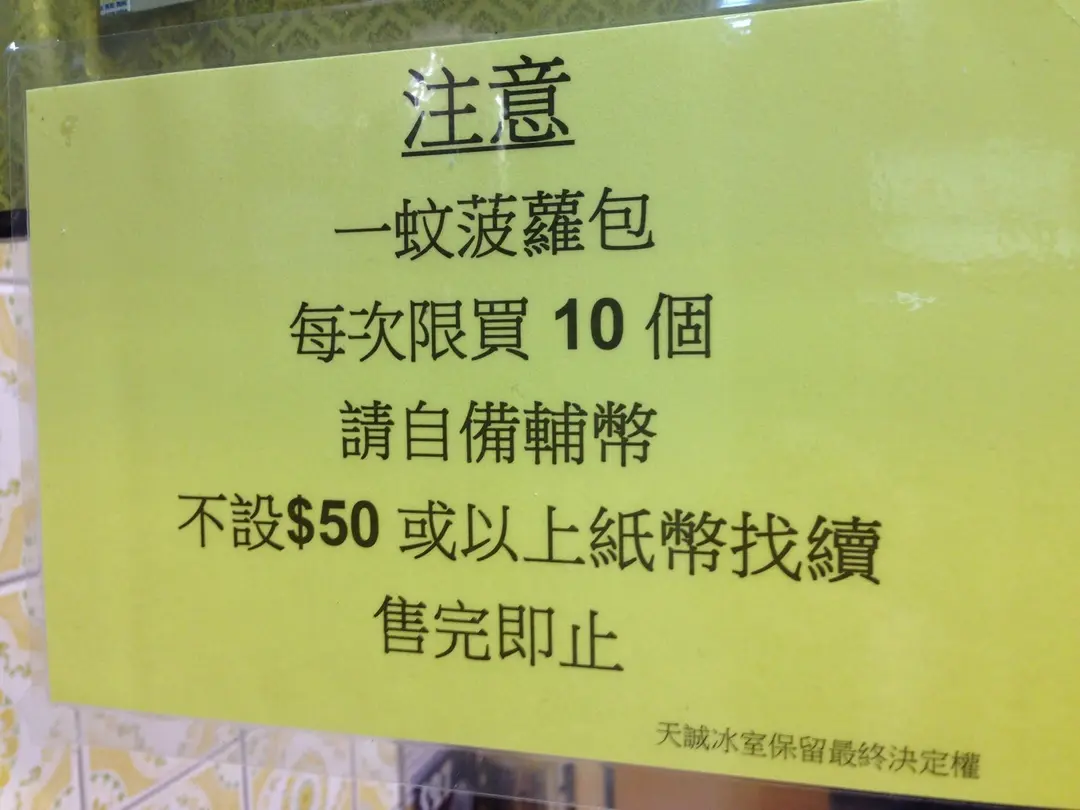 注意
一蚊菠蘿包
每次限買 10 個
請自備輔幣
不設$50 或以上紙幣找續
售完即止
天誠冰室保留最終決定權